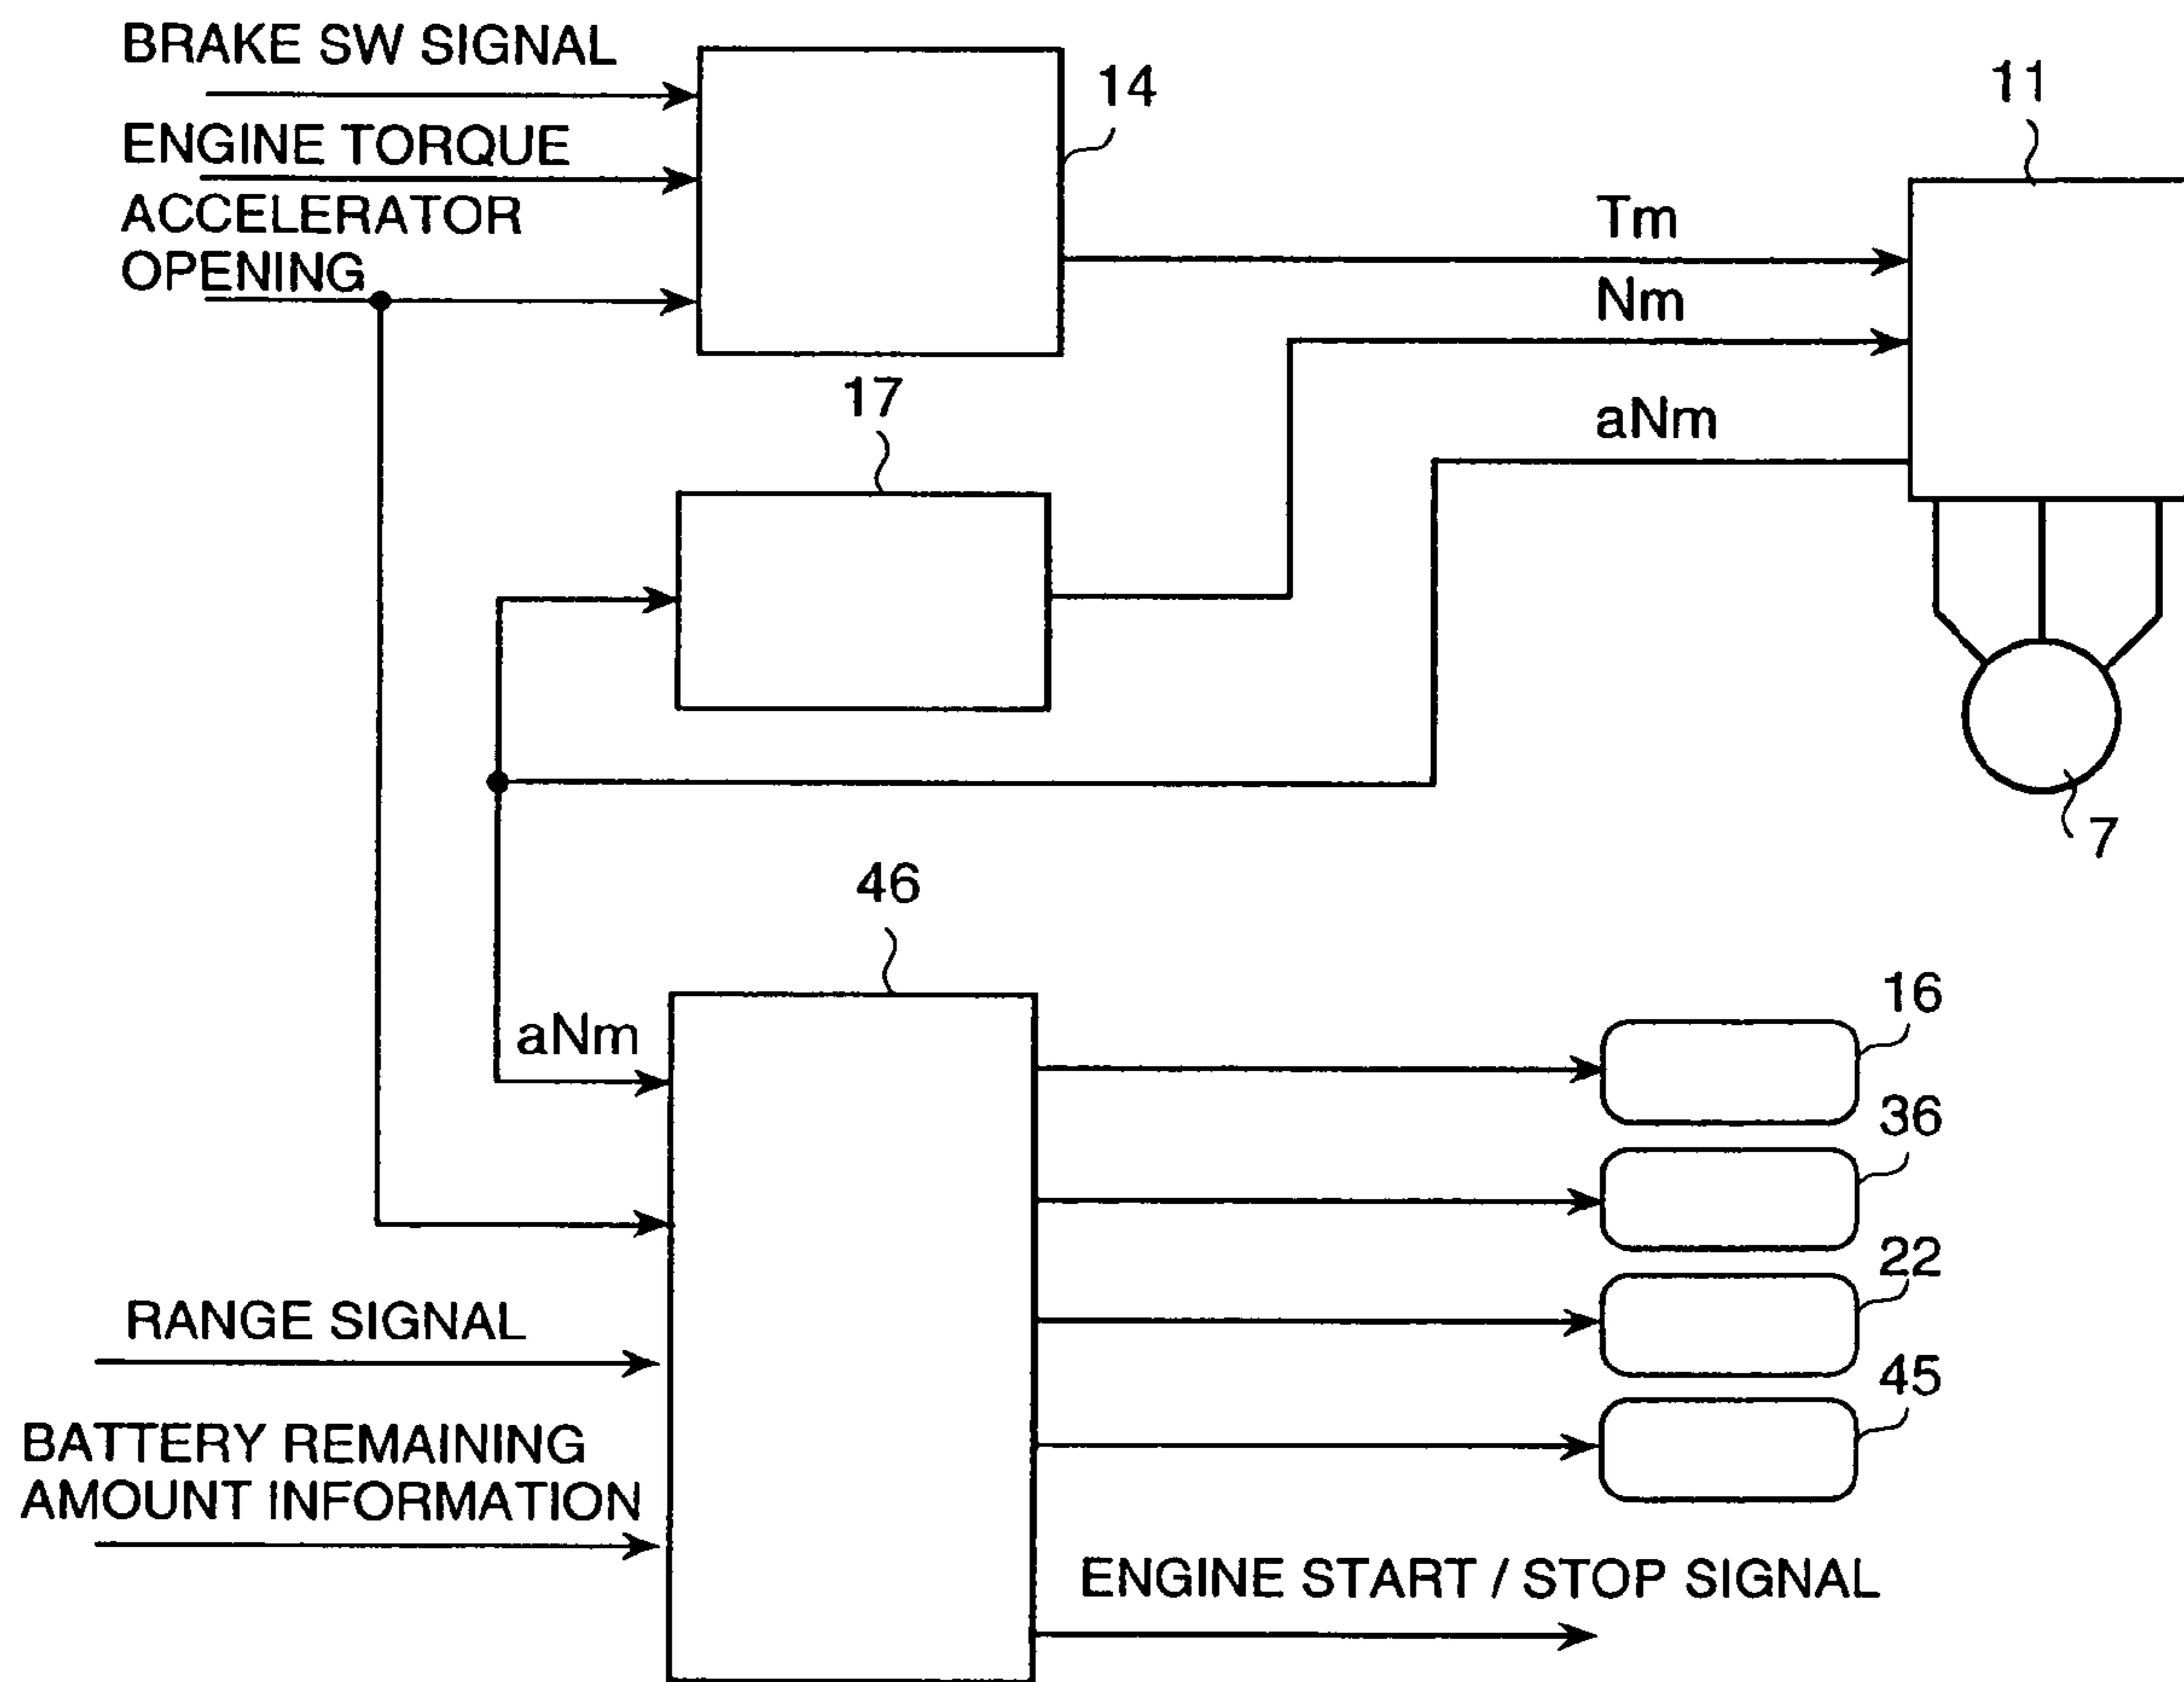 BRAKE SW SIGNAL
14
11
ENGINE TORQUE
ACCELERATOR
OPENING
Tm
Nm
17
aNm
7
46
16
aNm
36
22
RANGE SIGNAL
45
BATTERY REMAINING
AMOUNT INFORMATION
ENGINE START / STOP SIGNAL